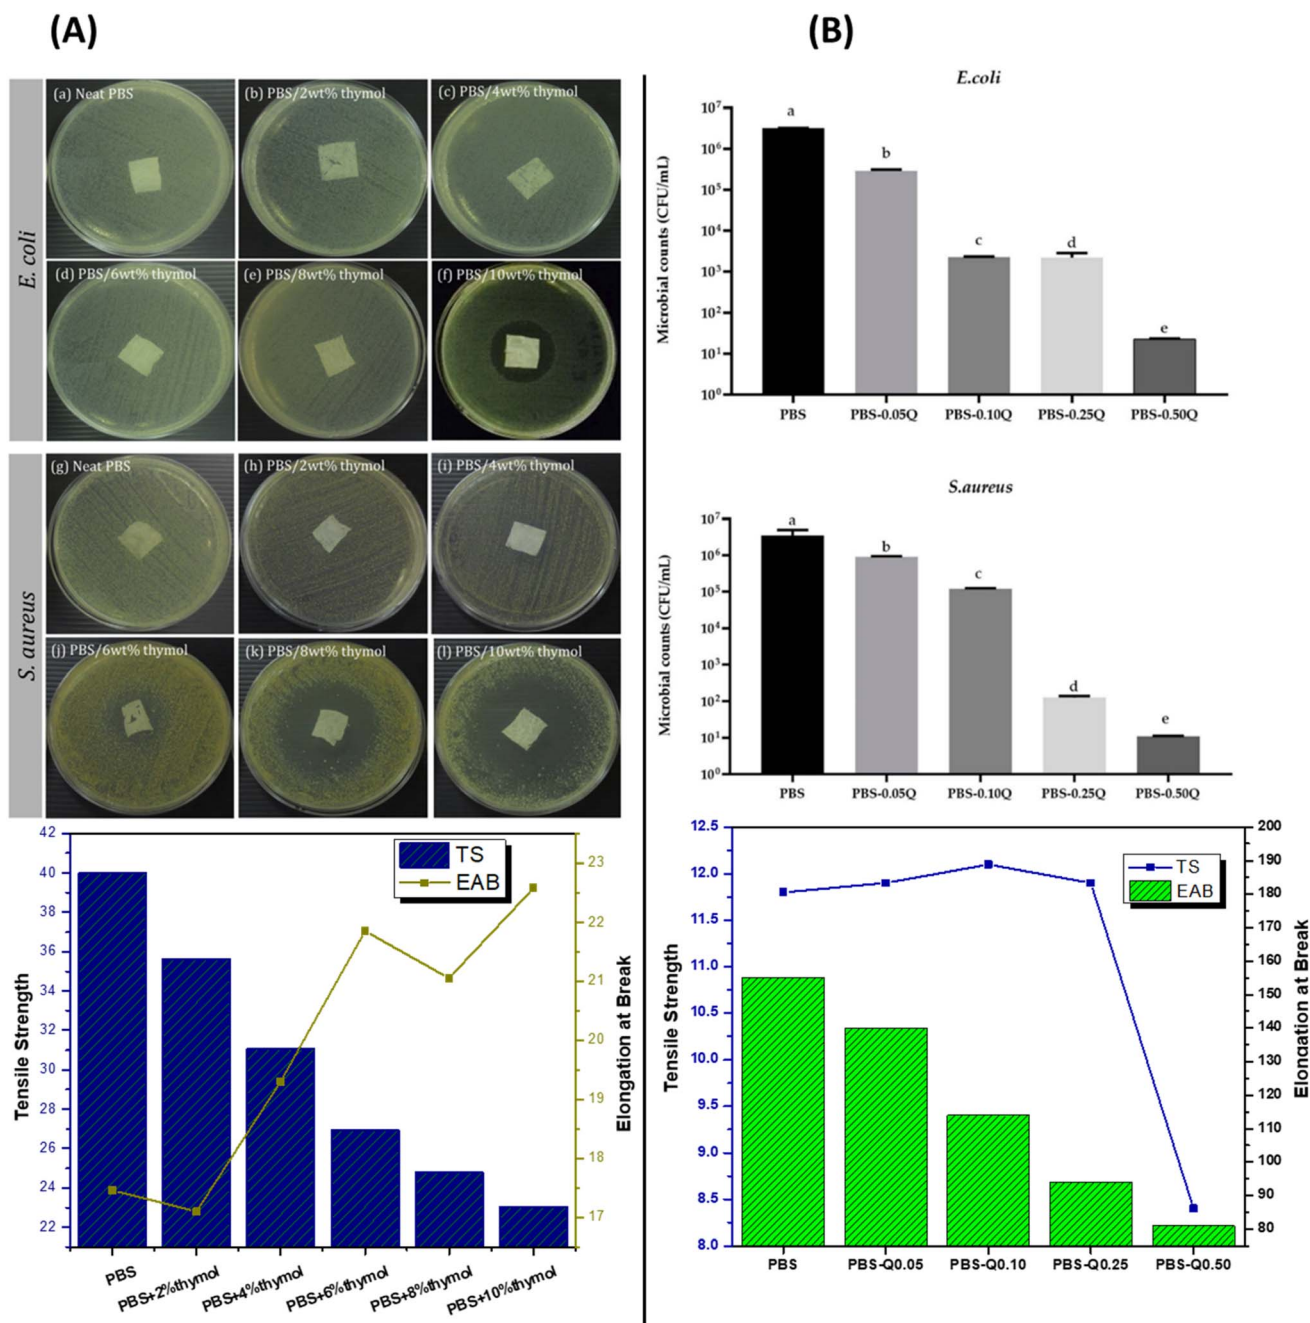 (A)
(B)
E. coli
(a) Neat PBS
(b) PBS/2wt% thymol
(c) PBS/4wt% thymol
(d) PBS/6wt% thymol
(e) PBS/8wt% thymol
(f) PBS/10wt% thymol
S. aureus
(g) Neat PBS
(h) PBS/2wt% thymol
(i) PBS/4wt% thymol
(j) PBS/6wt% thymol
(k) PBS/8wt% thymol
(l) PBS/10wt% thymol
Tensile Strength
42
40
38
36
34
32
30
28
26
24
22
TS
EAB
23
22
21
20
19
18
17
Elongation at Break
PBS
PBS+2%thymol
PBS+4%thymol
PBS+6%thymol
PBS+8%thymol
PBS+10%thymol
E.coli
Microbial counts (CFU/mL)
10⁷
10⁶
10⁵
10⁴
10³
10²
10¹
10⁰
a
b
c
d
e
PBS
PBS-0.05Q
PBS-0.10Q
PBS-0.25Q
PBS-0.50Q
S.aureus
Microbial counts (CFU/mL)
10⁷
10⁶
10⁵
10⁴
10³
10²
10¹
10⁰
a
b
c
d
e
PBS
PBS-0.05Q
PBS-0.10Q
PBS-0.25Q
PBS-0.50Q
Tensile Strength
12.5
12.0
11.5
11.0
10.5
10.0
9.5
9.0
8.5
8.0
TS
EAB
200
190
180
170
160
150
140
130
120
110
100
90
80
Elongation at Break
PBS
PBS-Q0.05
PBS-Q0.10
PBS-Q0.25
PBS-Q0.50